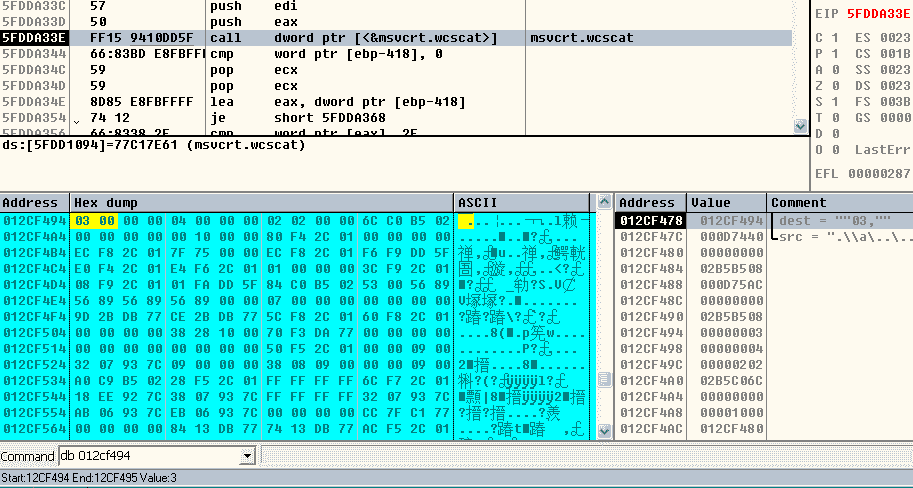 5FDDA33C 57 push edi
5FDDA33D 50 push eax
5FDDA33E FF15 9410DD5F call dword ptr [<&msvcrt.wcscat>] msvcrt.wcscat
5FDDA344 66:83BD E8FBFFF cmp word ptr [ebp-418], 0
5FDDA34C 59 pop ecx
5FDDA34D 59 pop ecx
5FDDA34E 8D85 E8FBFFFF lea eax, dword ptr [ebp-418]
5FDDA354 74 12 je short 5FDDA368
5FDDA356 66:8338 2F cmp word ptr [eax], 2F
ds:[5FDD1094]=77C17E61 (msvcrt.wcscat)
EIP 5FDDA33E
C 1 ES 0023
P 1 CS 001B
A 0 SS 0023
Z 0 DS 0023
S 1 FS 003B
T 0 GS 0000
D 0
O 0 LastErr
EFL 00000287
Address Hex dump ASCII
012CF494 03 00 00 00 04 00 00 00 02 02 00 00 6C C0 B5 02
012CF4A4 00 00 00 00 00 10 00 00 80 F4 2C 01 00 00 00 00
012CF4B4 EC F8 2C 01 7F 75 00 00 EC F8 2C 01 F6 F9 DD 5F
012CF4C4 E0 F4 2C 01 E4 F6 2C 01 01 00 00 00 3C F9 2C 01
012CF4D4 08 F9 2C 01 01 FA DD 5F 84 C0 B5 02 53 00 56 89
012CF4E4 56 89 56 89 56 89 00 00 07 00 00 00 00 00 00 00
012CF4F4 9D 2B DB 77 CE 2B DB 77 5C F8 2C 01 60 F8 2C 01
012CF504 00 00 00 00 38 28 10 00 70 F3 DA 77 00 00 00 00
012CF514 00 00 00 00 00 00 00 00 50 F5 2C 01 00 00 09 00
012CF524 32 07 93 7C 09 00 00 00 38 08 09 00 00 00 09 00
012CF534 A0 C9 B5 02 28 F5 2C 01 FF FF FF FF 6C F7 2C 01
012CF544 18 EE 92 7C 38 07 93 7C FF FF FF FF 32 07 93 7C
012CF554 AB 06 93 7C EB 06 93 7C 00 00 00 00 CC 7F C1 77
012CF564 00 00 00 00 84 13 DB 77 74 13 DB 77 AC F5 2C 01
Address Value Comment
012CF478 012CF494 dest = ""03,""
012CF47C 000D7440 src = ".\\a\..\..
012CF480 00000000
012CF484 02B5B508
012CF488 000D75AC
012CF48C 00000000
012CF490 02B5B508
012CF494 00000003
012CF498 00000004
012CF49C 00000202
012CF4A0 02B5C06C
012CF4A4 00000000
012CF4A8 00001000
012CF4AC 012CF480
Command db 012cf494
Start:12CF494 End:12CF495 Value:3